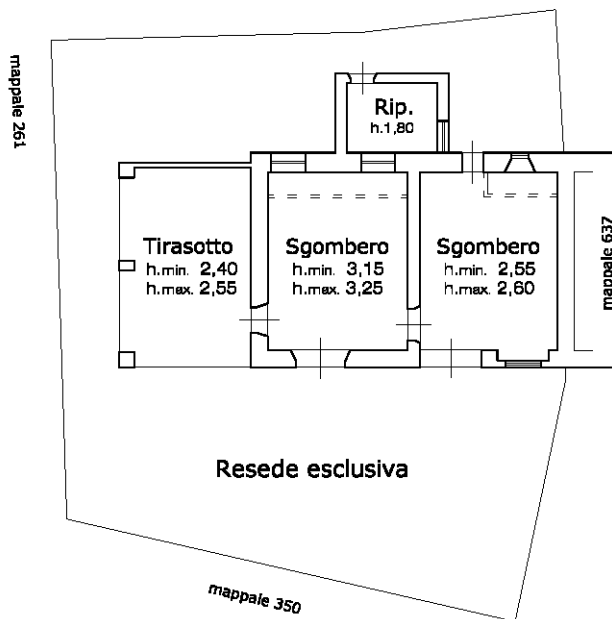 mappale 261
Rip.
h.1,80
Tirasotto
h.min. 2,40
h.max. 2,55
Sgombero
h.min. 3,15
h.max. 3,25
Sgombero
h.min. 2,55
h.max. 2,60
mappale 637
Resede esclusiva
mappale 350